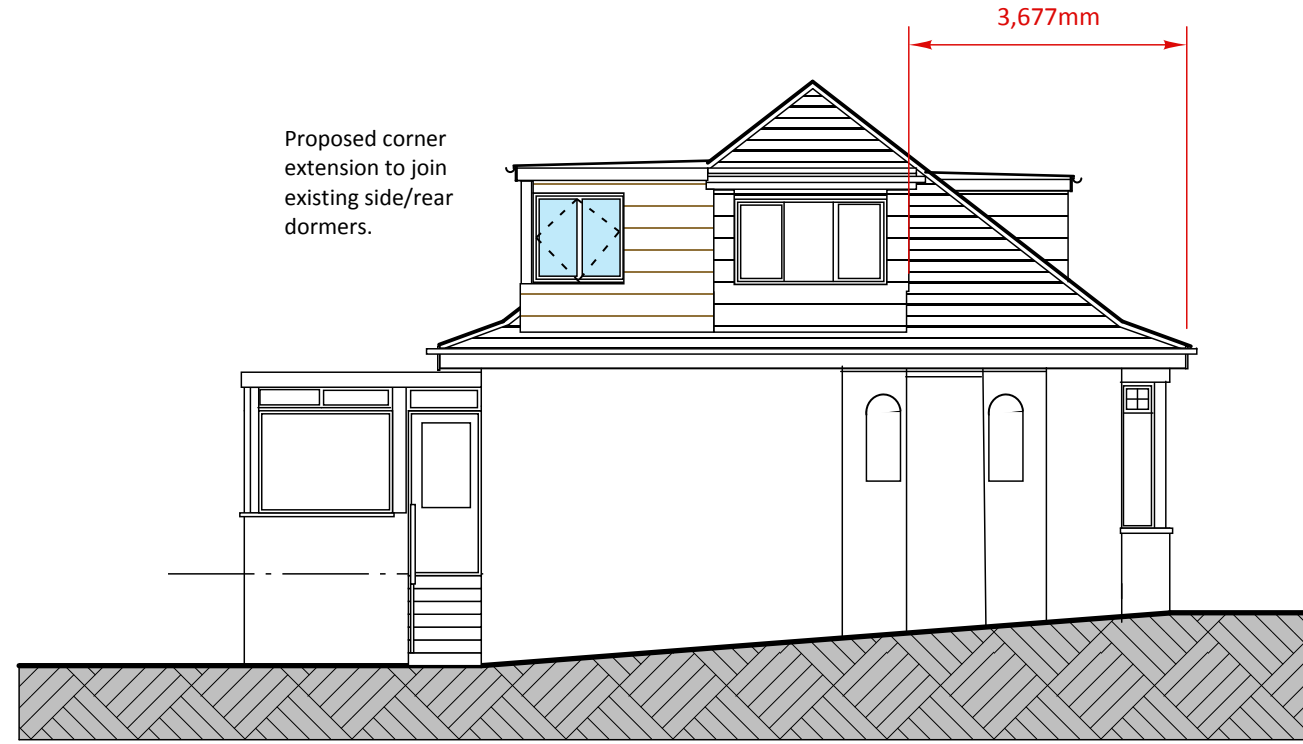 3,677mm
Proposed corner
extension to join
existing side/rear
dormers.